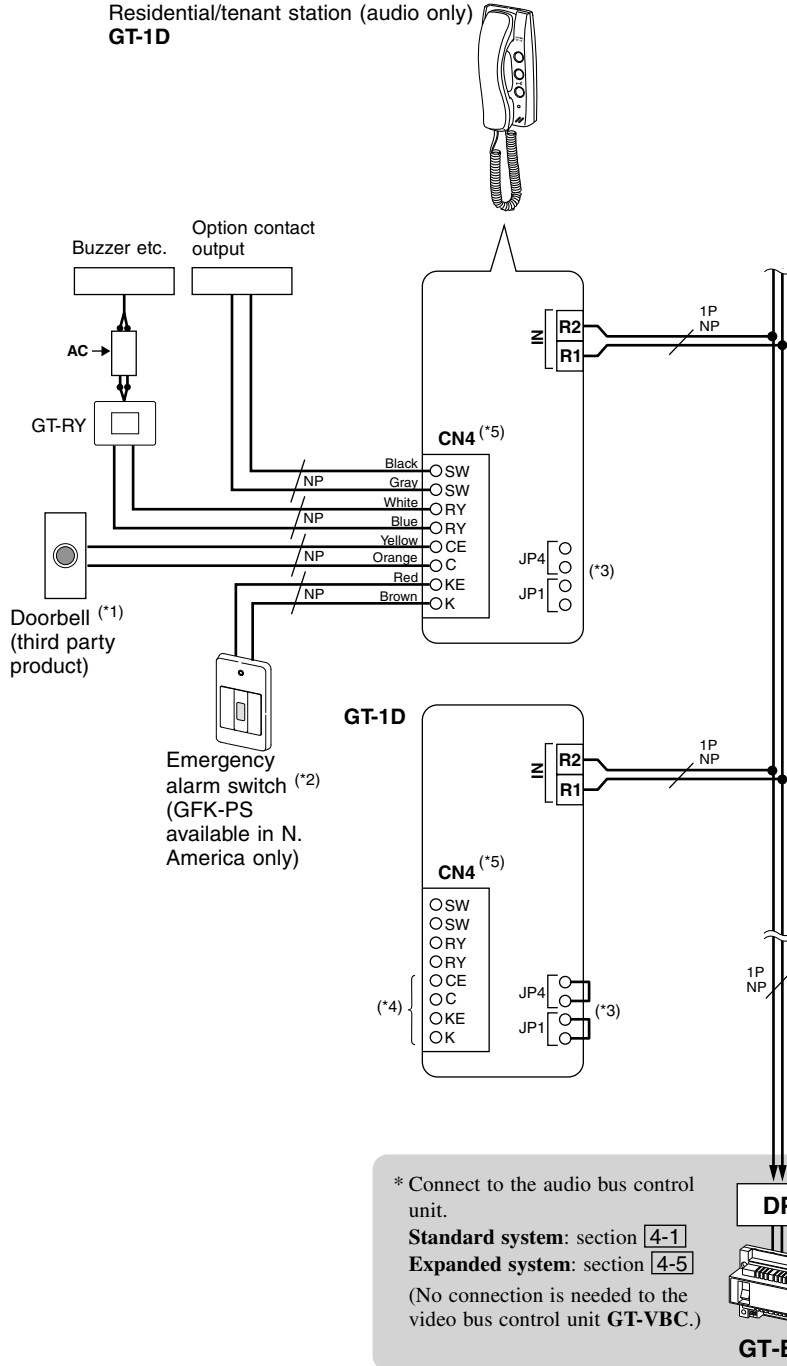 Residential/tenant station (audio only)
GT-1D
Buzzer etc.
Option contact
output
AC
GT-RY
IN
R2
R1
1P
NP
CN4 (*5)
Black
SW
NP
Gray
SW
White
RY
NP
Blue
RY
Yellow
CE
NP
Orange
C
Red
KE
NP
Brown
K
JP4
JP1
(*3)
Doorbell (*1)
(third party
product)
Emergency
alarm switch (*2)
(GFK-PS
available in N.
America only)
GT-1D
IN
R2
R1
1P
NP
CN4 (*5)
SW
SW
RY
RY
CE
C
KE
K
(*4)
JP4
JP1
(*3)
1P
NP
* Connect to the audio bus control
unit.
Standard system: section 4-1
Expanded system: section 4-5
(No connection is needed to the
video bus control unit GT-VBC.)